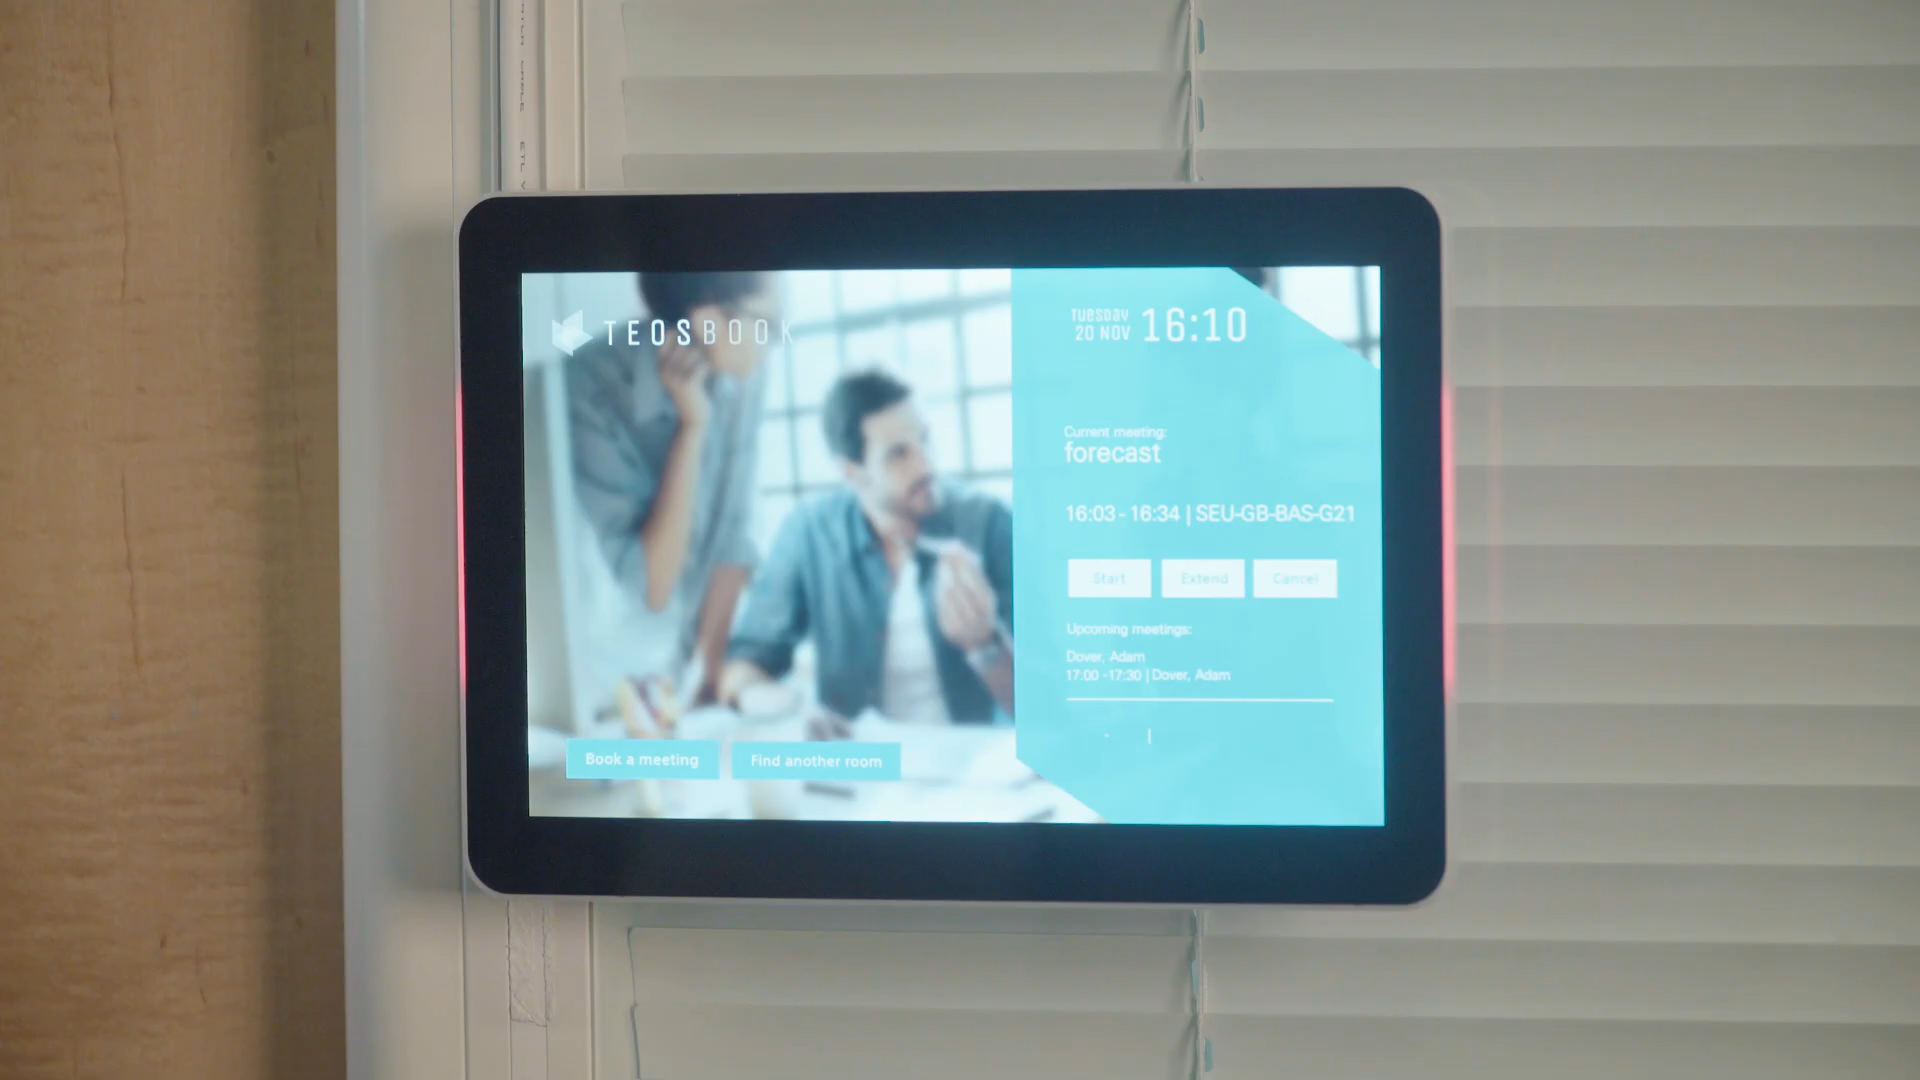 TEOSBOOK
TUESDAY
20 NOV
16:10
Current meeting:
forecast
16:03 - 16:34 | SEU-GB-BAS-G21
Start
Extend
Cancel
Upcoming meetings:
Dover, Adam
17:00 -17:30 | Dover, Adam
- |
Book a meeting
Find another room